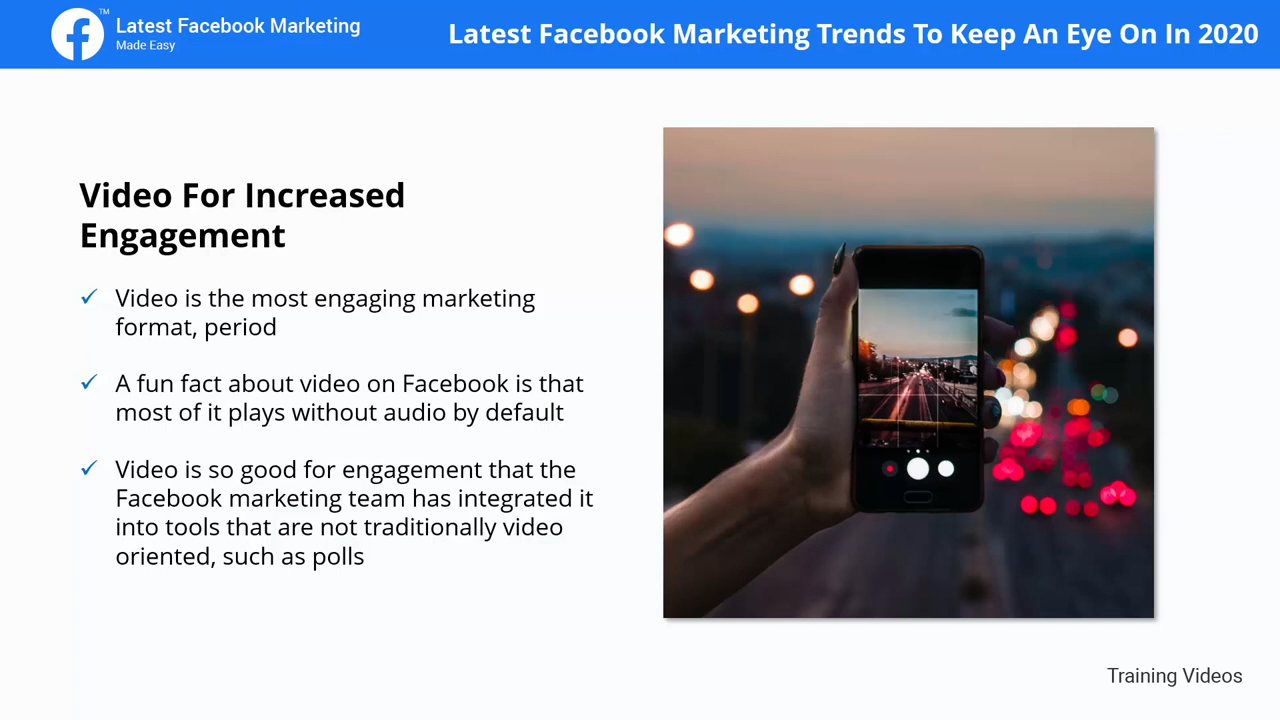 Latest Facebook Marketing
TM
Made Easy
Latest Facebook Marketing Trends To Keep An Eye On In 2020
Video For Increased
Engagement
Video is the most engaging marketing
format, period
A fun fact about video on Facebook is that
most of it plays without audio by default
Video is so good for engagement that the
Facebook marketing team has integrated it
into tools that are not traditionally video
oriented, such as polls
Training Videos